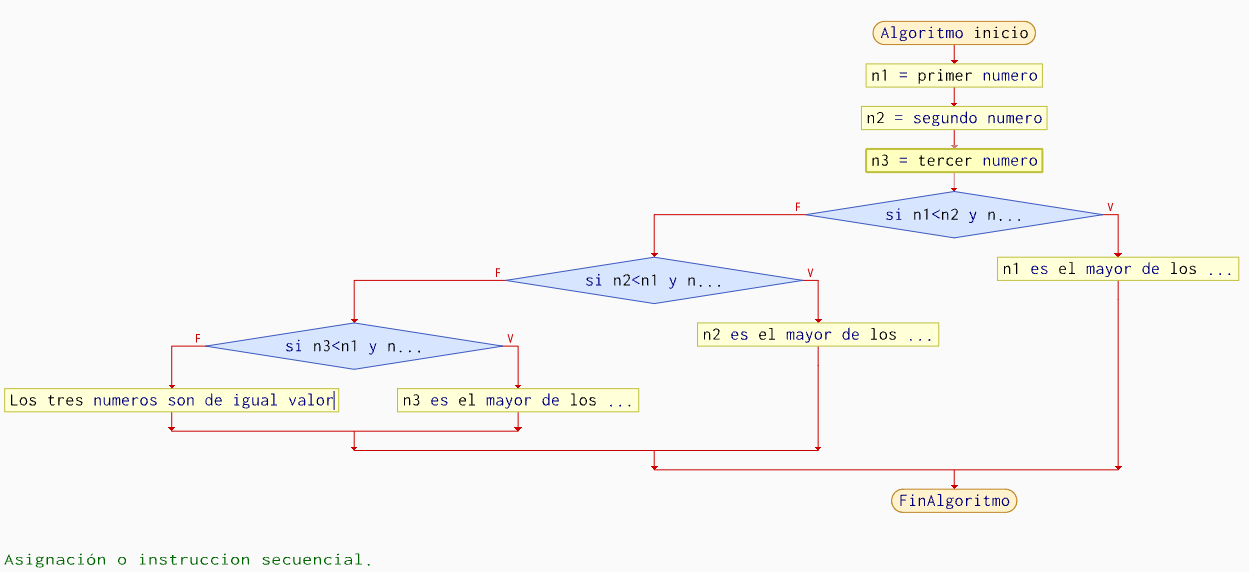 Algoritmo inicio
n1 = primer numero
n2 = segundo numero
n3 = tercer numero
F
si n1<n2 y n...
V
n1 es el mayor de los ...
F
si n2<n1 y n...
V
n2 es el mayor de los ...
F
si n3<n1 y n...
V
Los tres numeros son de igual valor
n3 es el mayor de los ...
FinAlgoritmo
Asignación o instruccion secuencial.